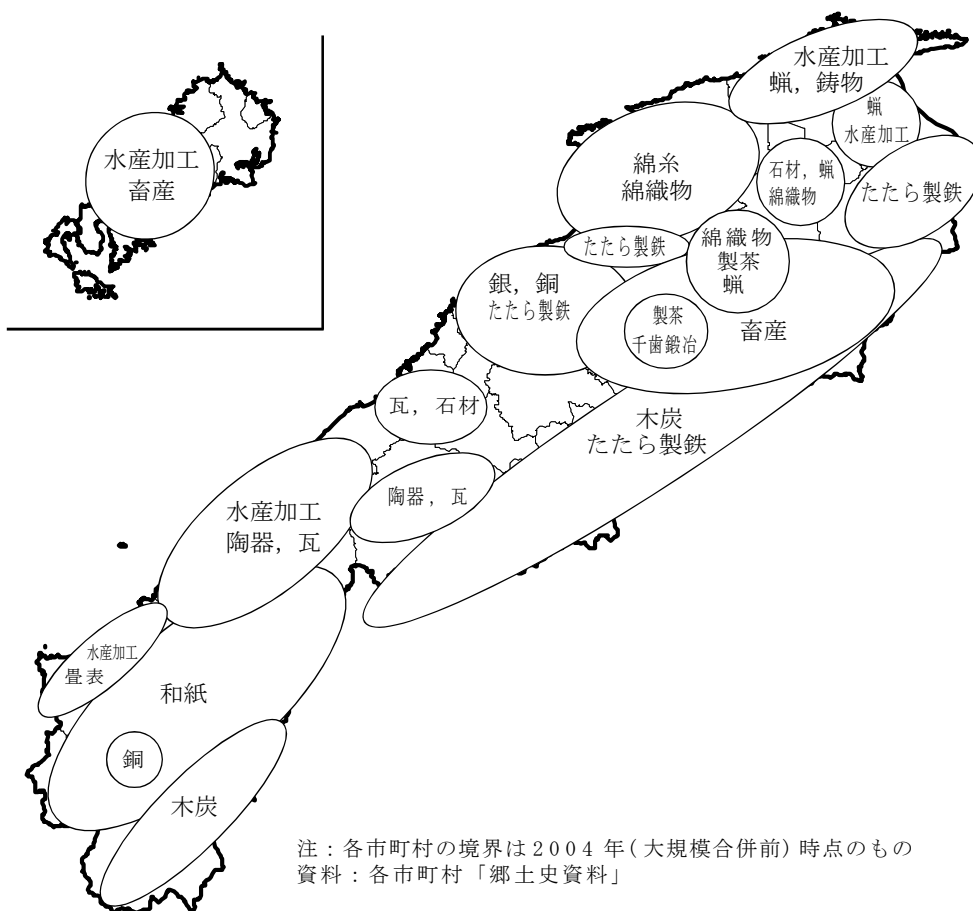 水産加工
畜産
水産加工
蝋，鋳物
蝋
水産加工
綿糸
綿織物
石材，蝋
綿織物
たたら製鉄
たたら製鉄
綿織物
製茶
蝋
銀，銅
たたら製鉄
製茶
千歯鍛冶
畜産
瓦，石材
木炭
たたら製鉄
陶器，瓦
水産加工
陶器，瓦
水産加工
畳表
和紙
銅
木炭
注：各市町村の境界は2004年(大規模合併前)時点のもの
資料：各市町村「郷土史資料」